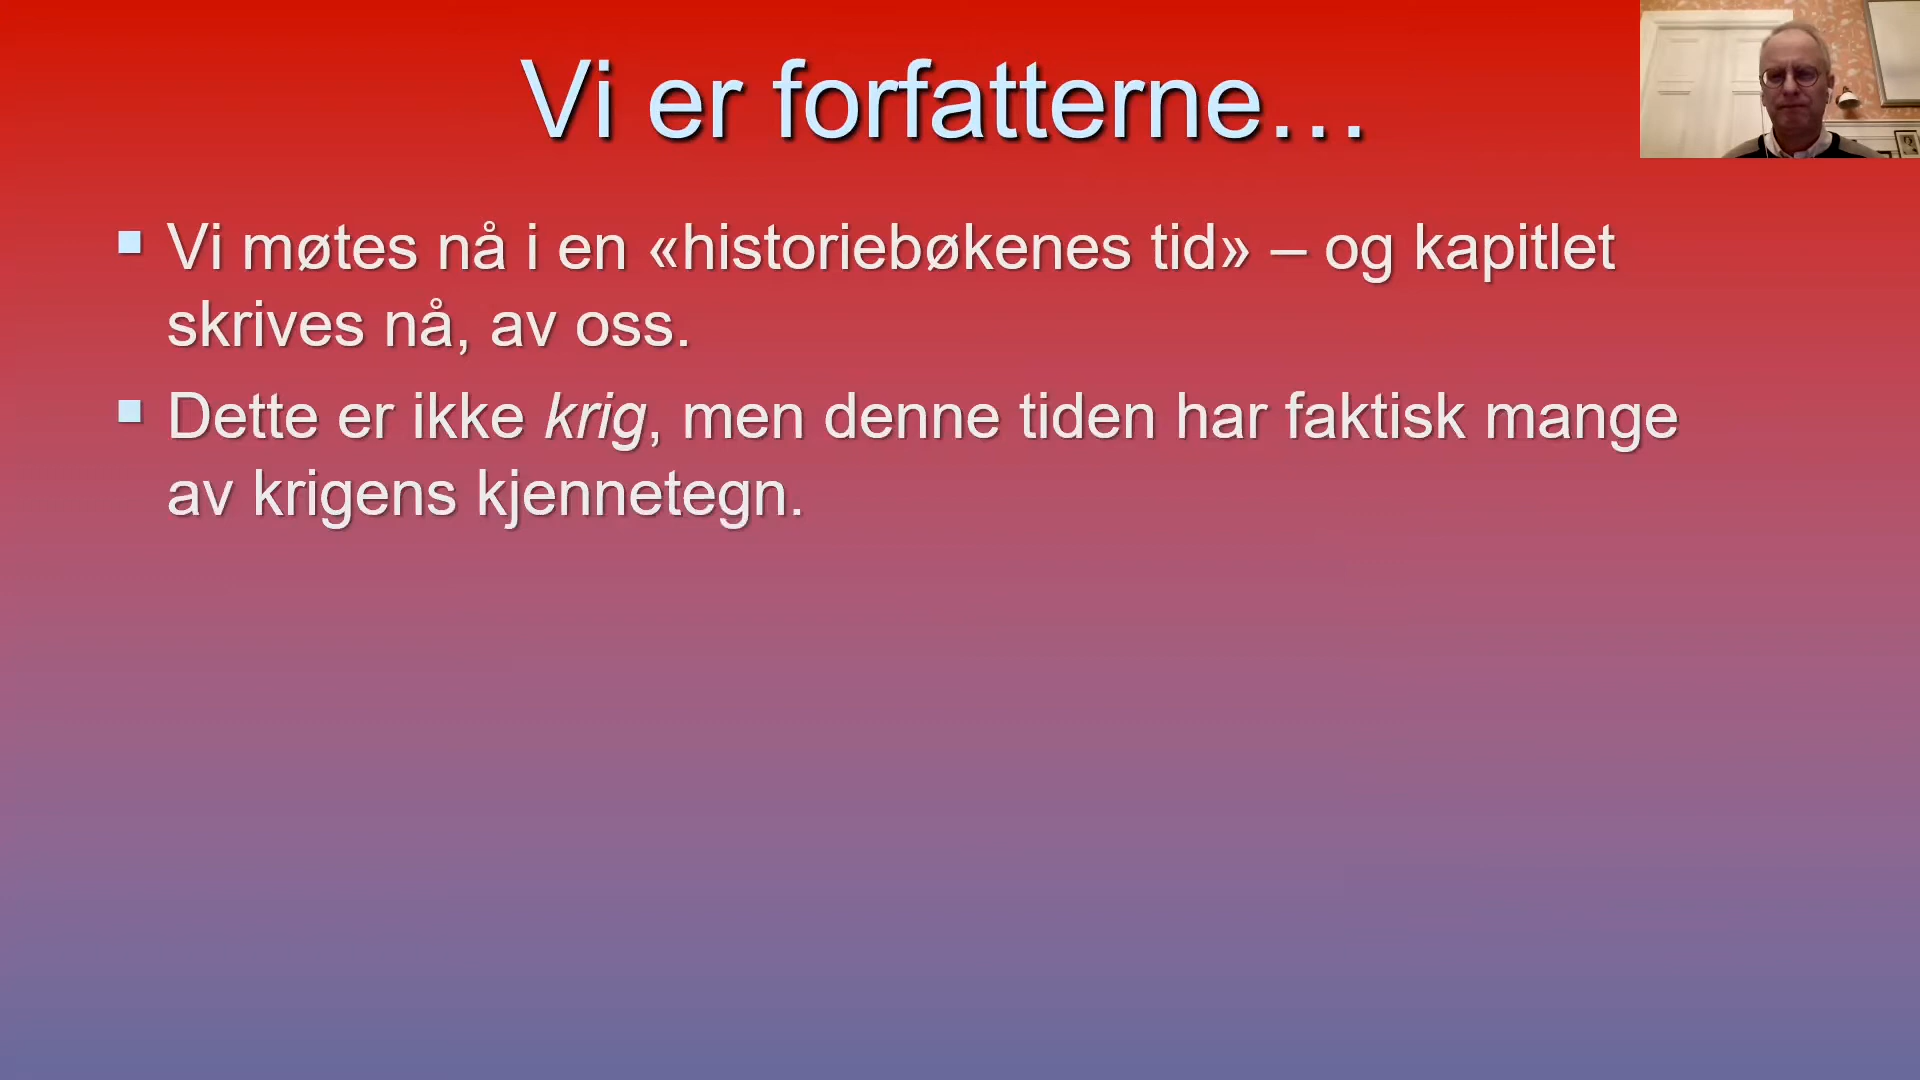 Vi er forfatterne…
Vi møtes nå i en «historiebøkenes tid» – og kapitlet
skrives nå, av oss.
Dette er ikke krig, men denne tiden har faktisk mange
av krigens kjennetegn.